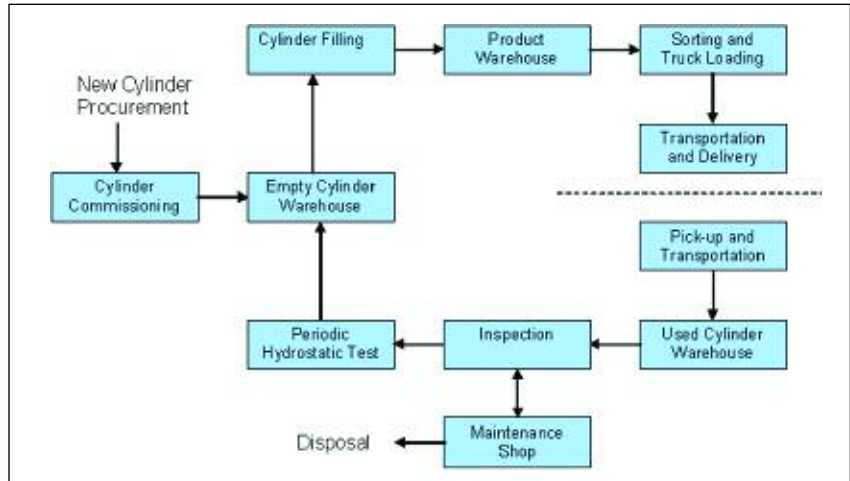 Cylinder Filling
Product
Warehouse
Sorting and
Truck Loading
New Cylinder
Procurement
Transportation
and Delivery
Cylinder
Commissioning
Empty Cylinder
Warehouse
Pick-up and
Transportation
Periodic
Hydrostatic Test
Inspection
Used Cylinder
Warehouse
Disposal
Maintenance
Shop